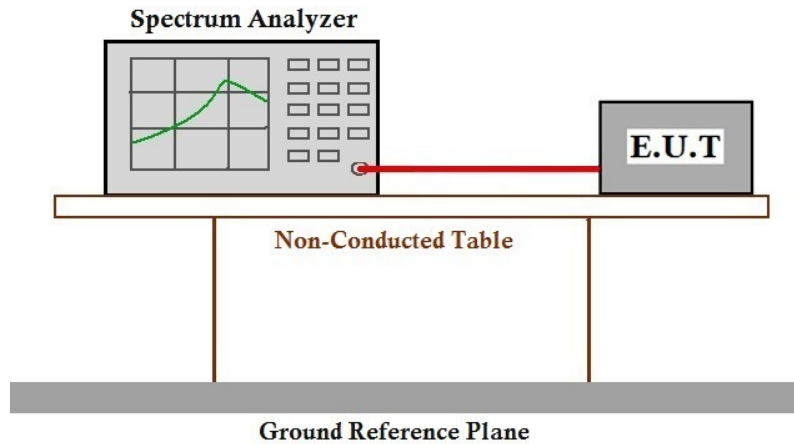 Spectrum Analyzer
E.U.T
Non-Conducted Table
Ground Reference Plane